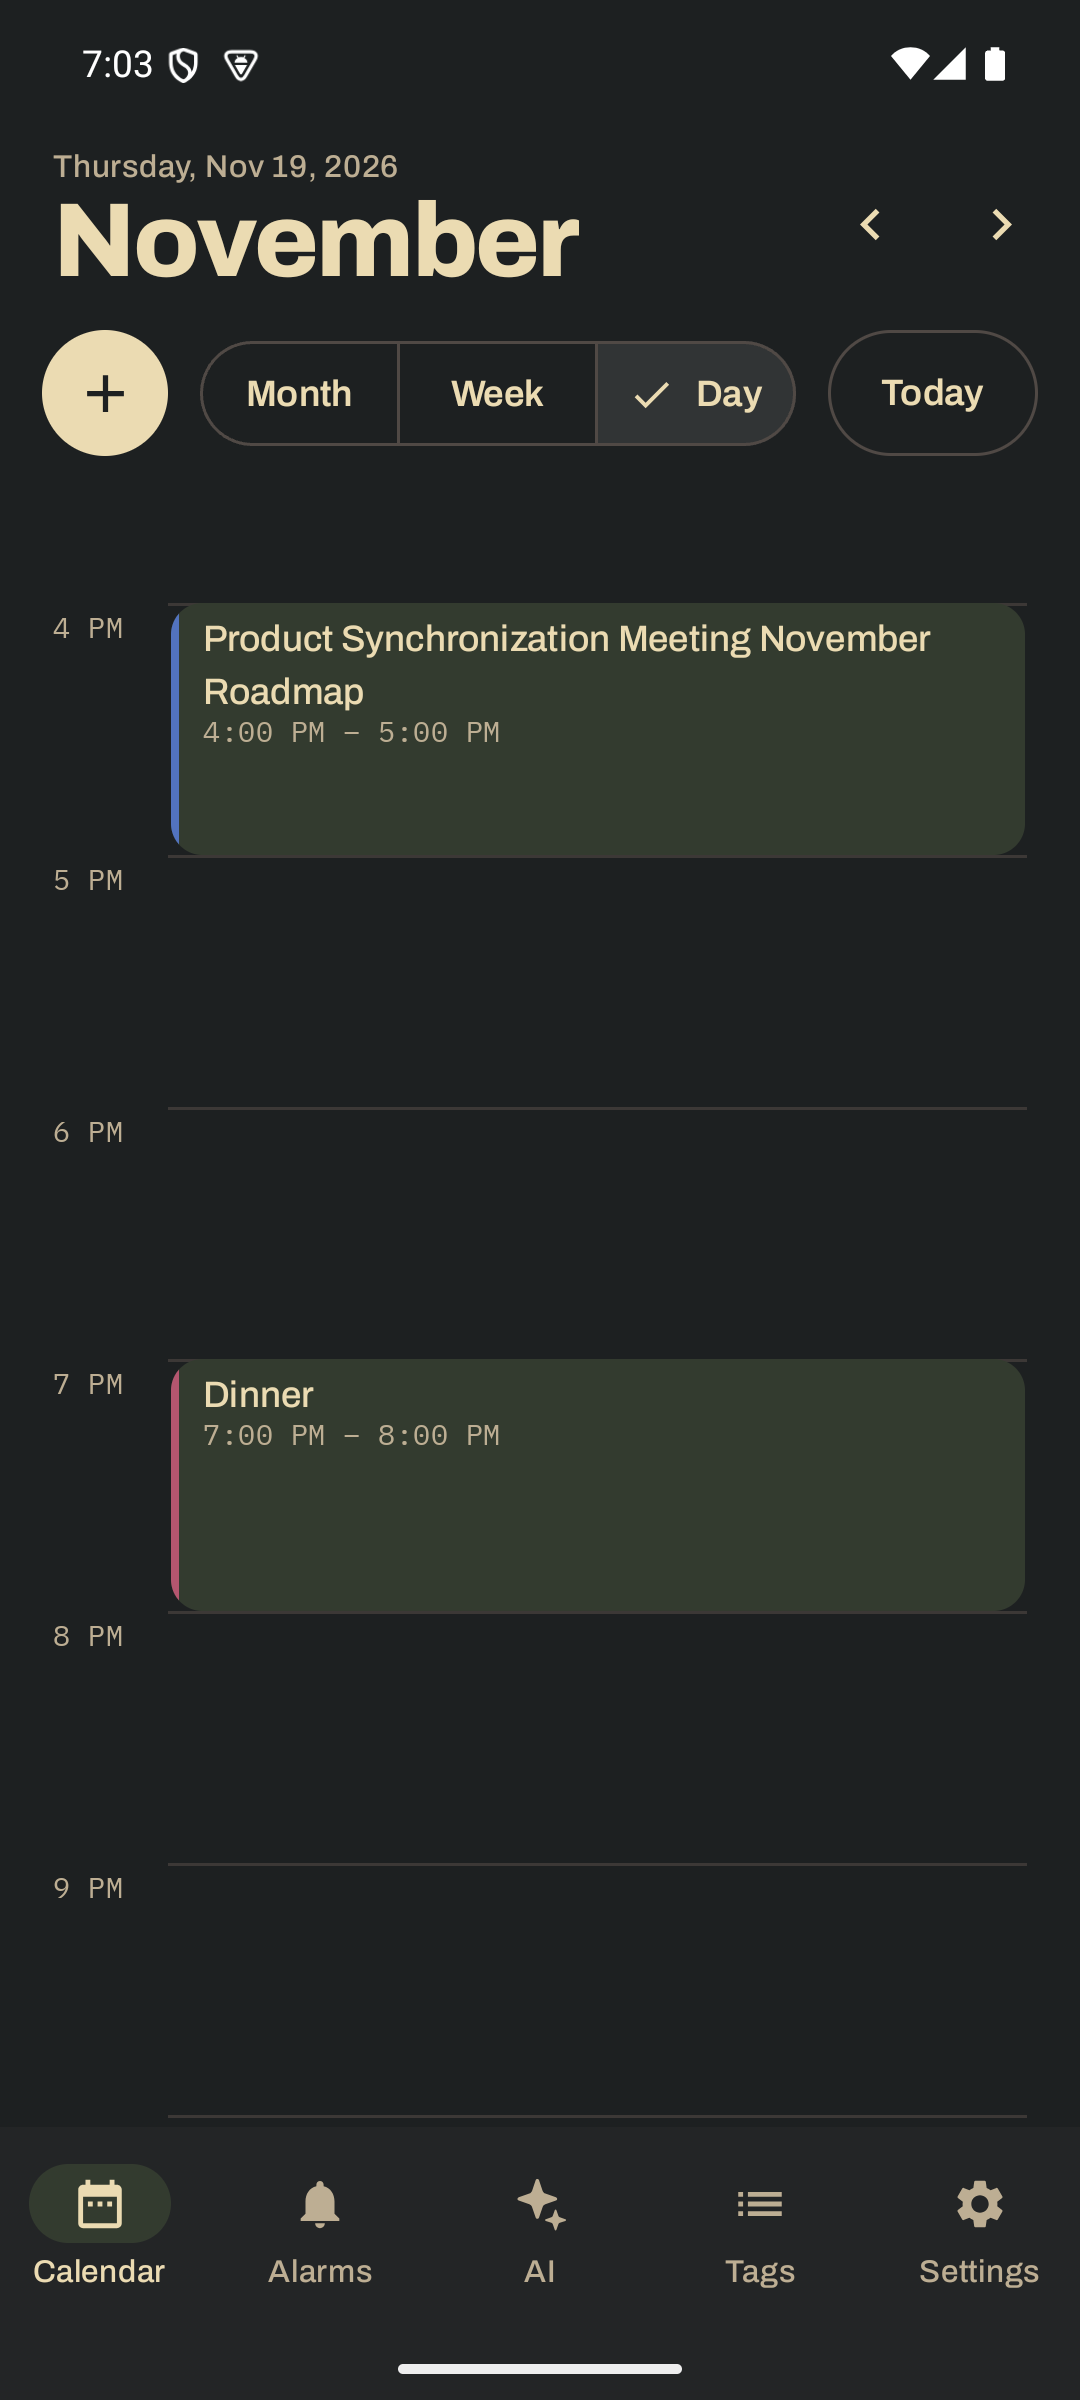 7:03
Thursday, Nov 19, 2026
November
Month
Week
Day
Today
4 PM
Product Synchronization Meeting November
Roadmap
4:00 PM – 5:00 PM
5 PM
6 PM
7 PM
Dinner
7:00 PM – 8:00 PM
8 PM
9 PM
Calendar
Alarms
AI
Tags
Settings